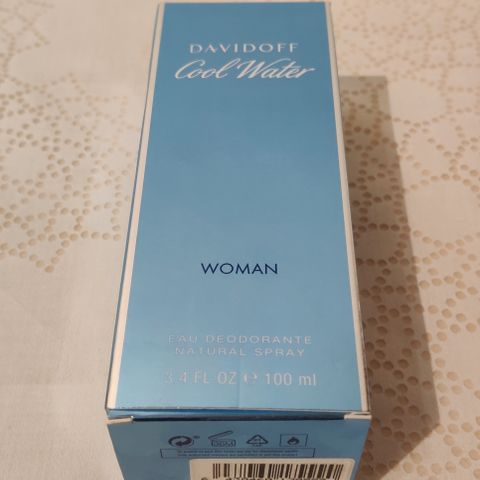 DAVIDOFF
Cool Water
WOMAN
EAU DEODORANTE
NATURAL SPRAY
3.4 FL OZ ℮ 100 ml